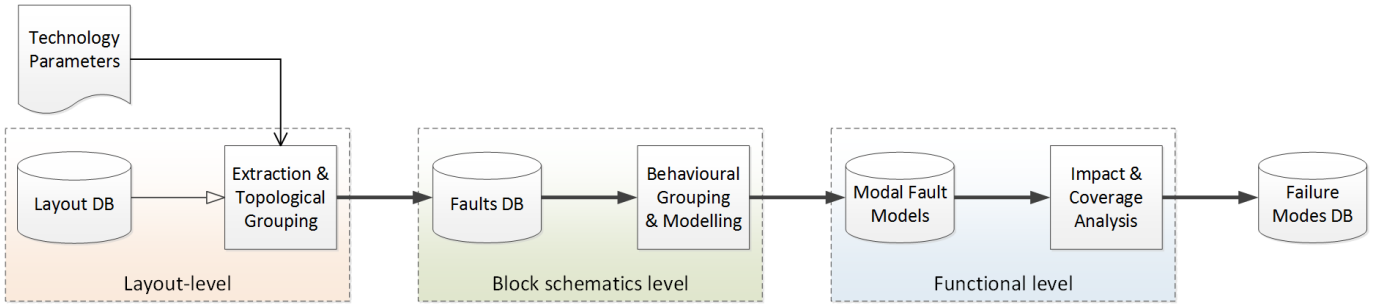 Technology
Parameters
Layout DB
Extraction &
Topological
Grouping
Layout-level
Faults DB
Behavioural
Grouping
& Modelling
Block schematics level
Modal Fault
Models
Impact &
Coverage
Analysis
Functional level
Failure
Modes DB